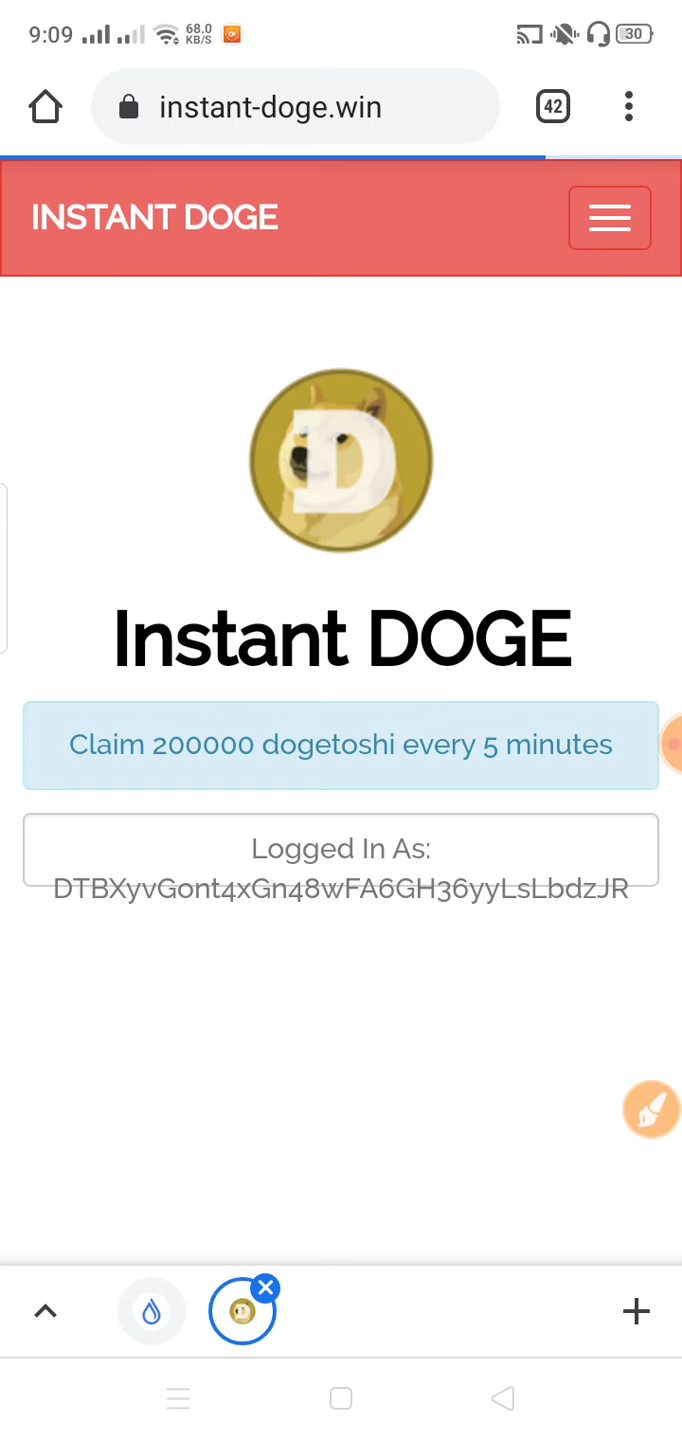 9:09 68.0 KB/S 30
instant-doge.win 42
INSTANT DOGE
D
Instant DOGE
Claim 200000 dogetoshi every 5 minutes
Logged In As:
DTBXyvGont4xGn48wFA6GH36yyLsLbdzJR